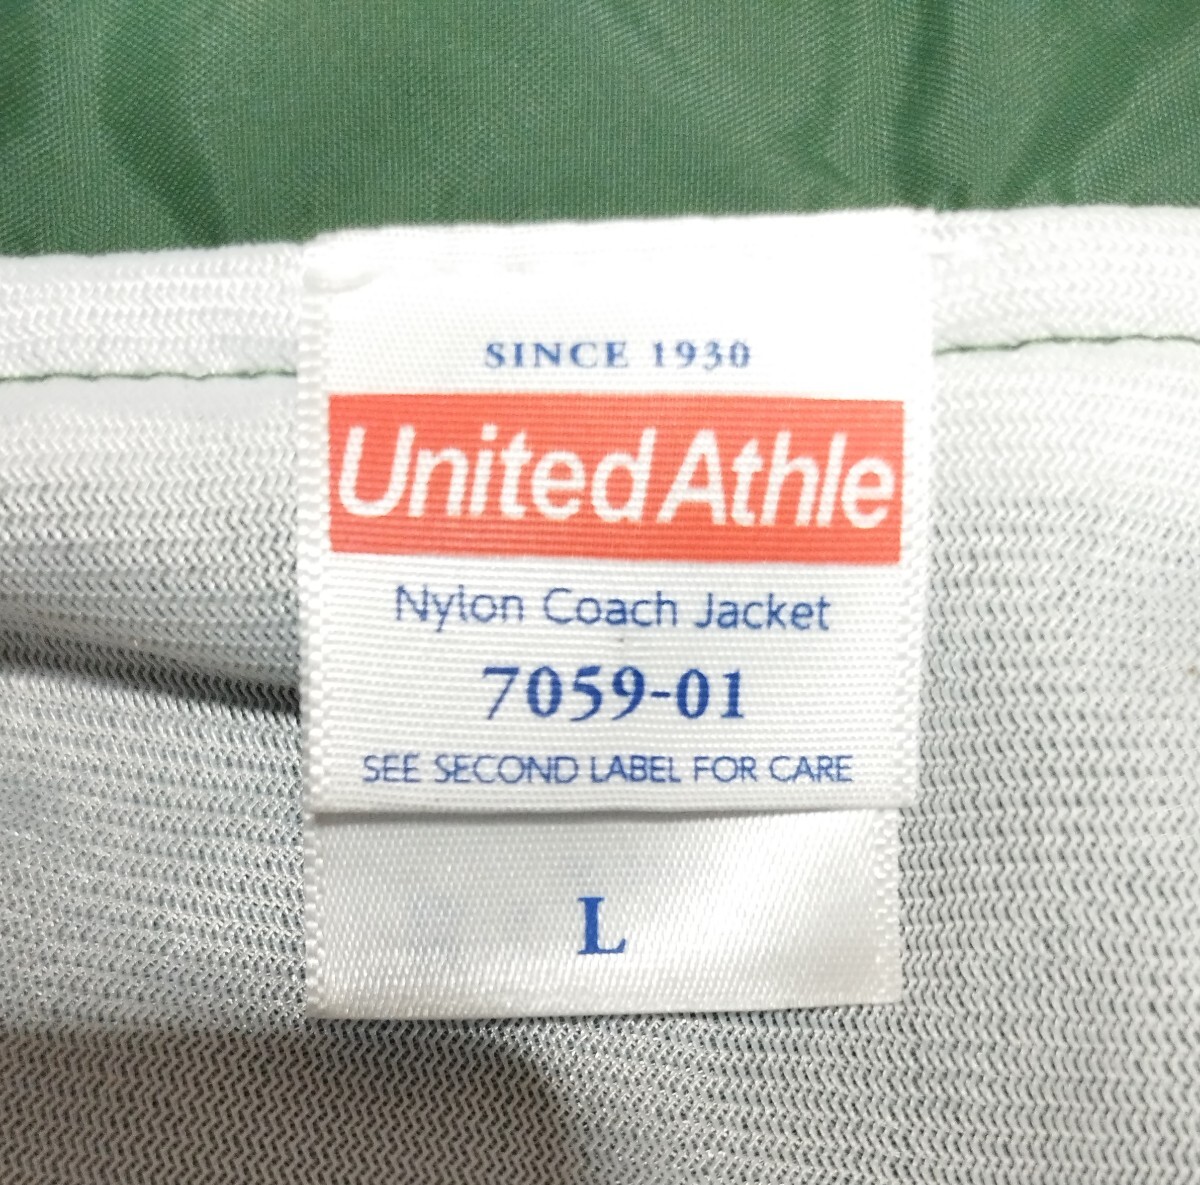 SINCE 1930
United Athle
Nylon Coach Jacket
7059-01
SEE SECOND LABEL FOR CARE
L